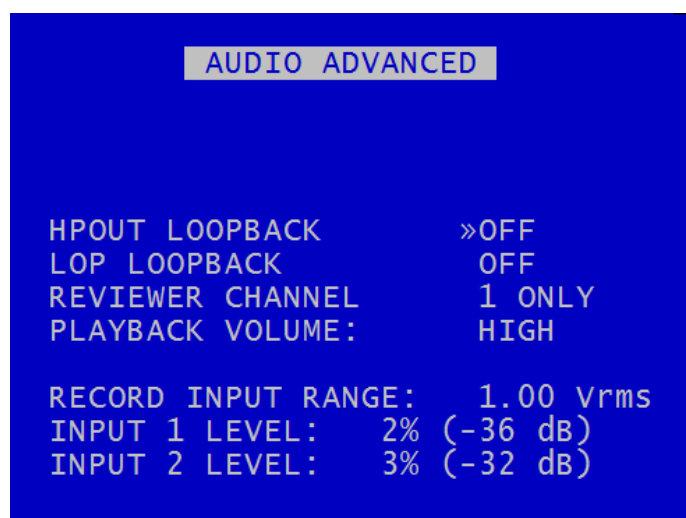 AUDIO ADVANCED
HPOUT LOOPBACK »OFF
LOP LOOPBACK OFF
REVIEWER CHANNEL 1 ONLY
PLAYBACK VOLUME: HIGH
RECORD INPUT RANGE: 1.00 Vrms
INPUT 1 LEVEL: 2% (-36 dB)
INPUT 2 LEVEL: 3% (-32 dB)